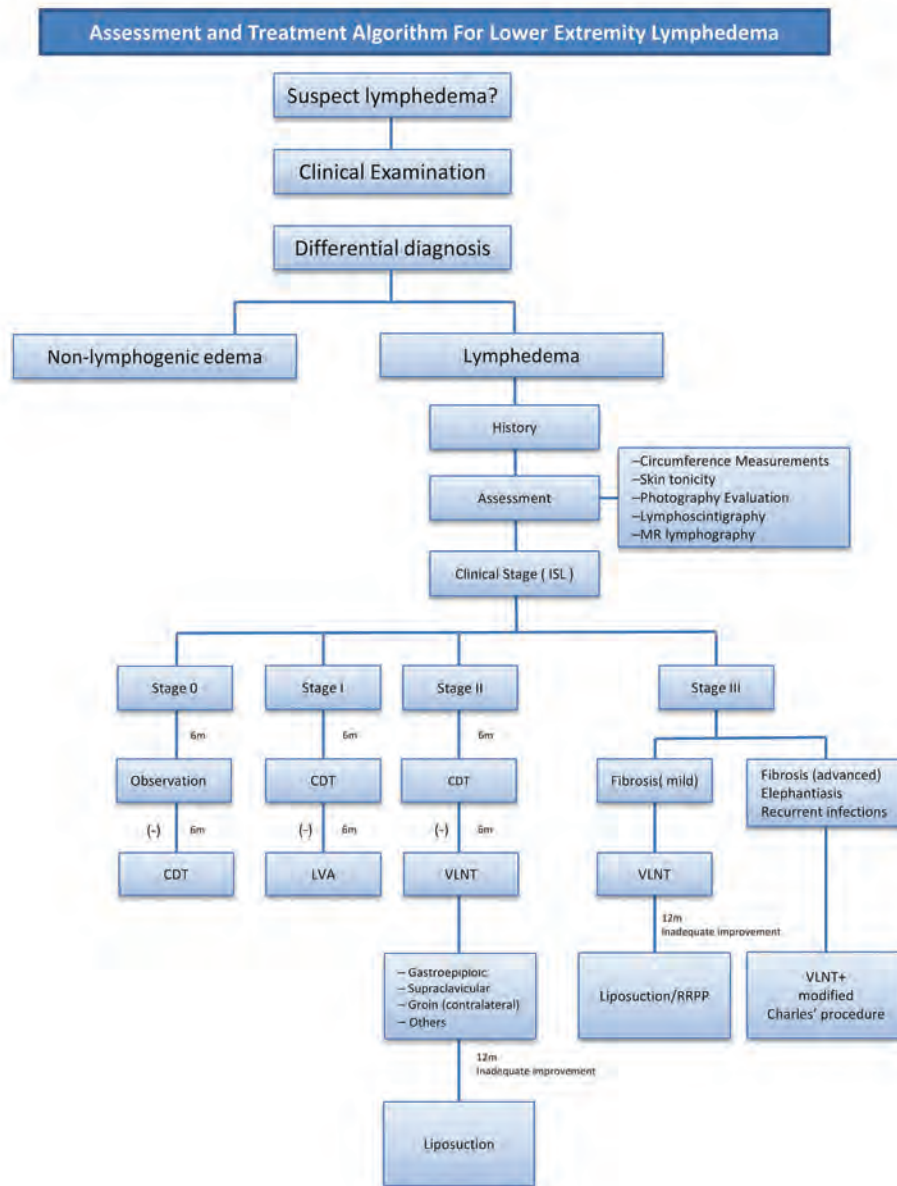 Assessment and Treatment Algorithm For Lower Extremity Lymphedema
Suspect lymphedema?
Clinical Examination
Differential diagnosis
Non-lymphogenic edema
Lymphedema
History
Assessment
–Circumference Measurements
–Skin tonicity
–Photography Evaluation
–Lymphoscintigraphy
–MR lymphography
Clinical Stage ( ISL )
Stage 0
Stage I
Stage II
Stage III
6m
6m
6m
Observation
CDT
CDT
Fibrosis( mild)
Fibrosis (advanced)
Elephantiasis
Recurrent infections
(-) 6m
(-) 6m
(-) 6m
CDT
LVA
VLNT
VLNT
12m
Inadequate improvement
– Gastroepiploic
– Supraclavicular
– Groin (contralateral)
– Others
Liposuction/RRPP
VLNT+
modified
Charles’ procedure
12m
Inadequate improvement
Liposuction